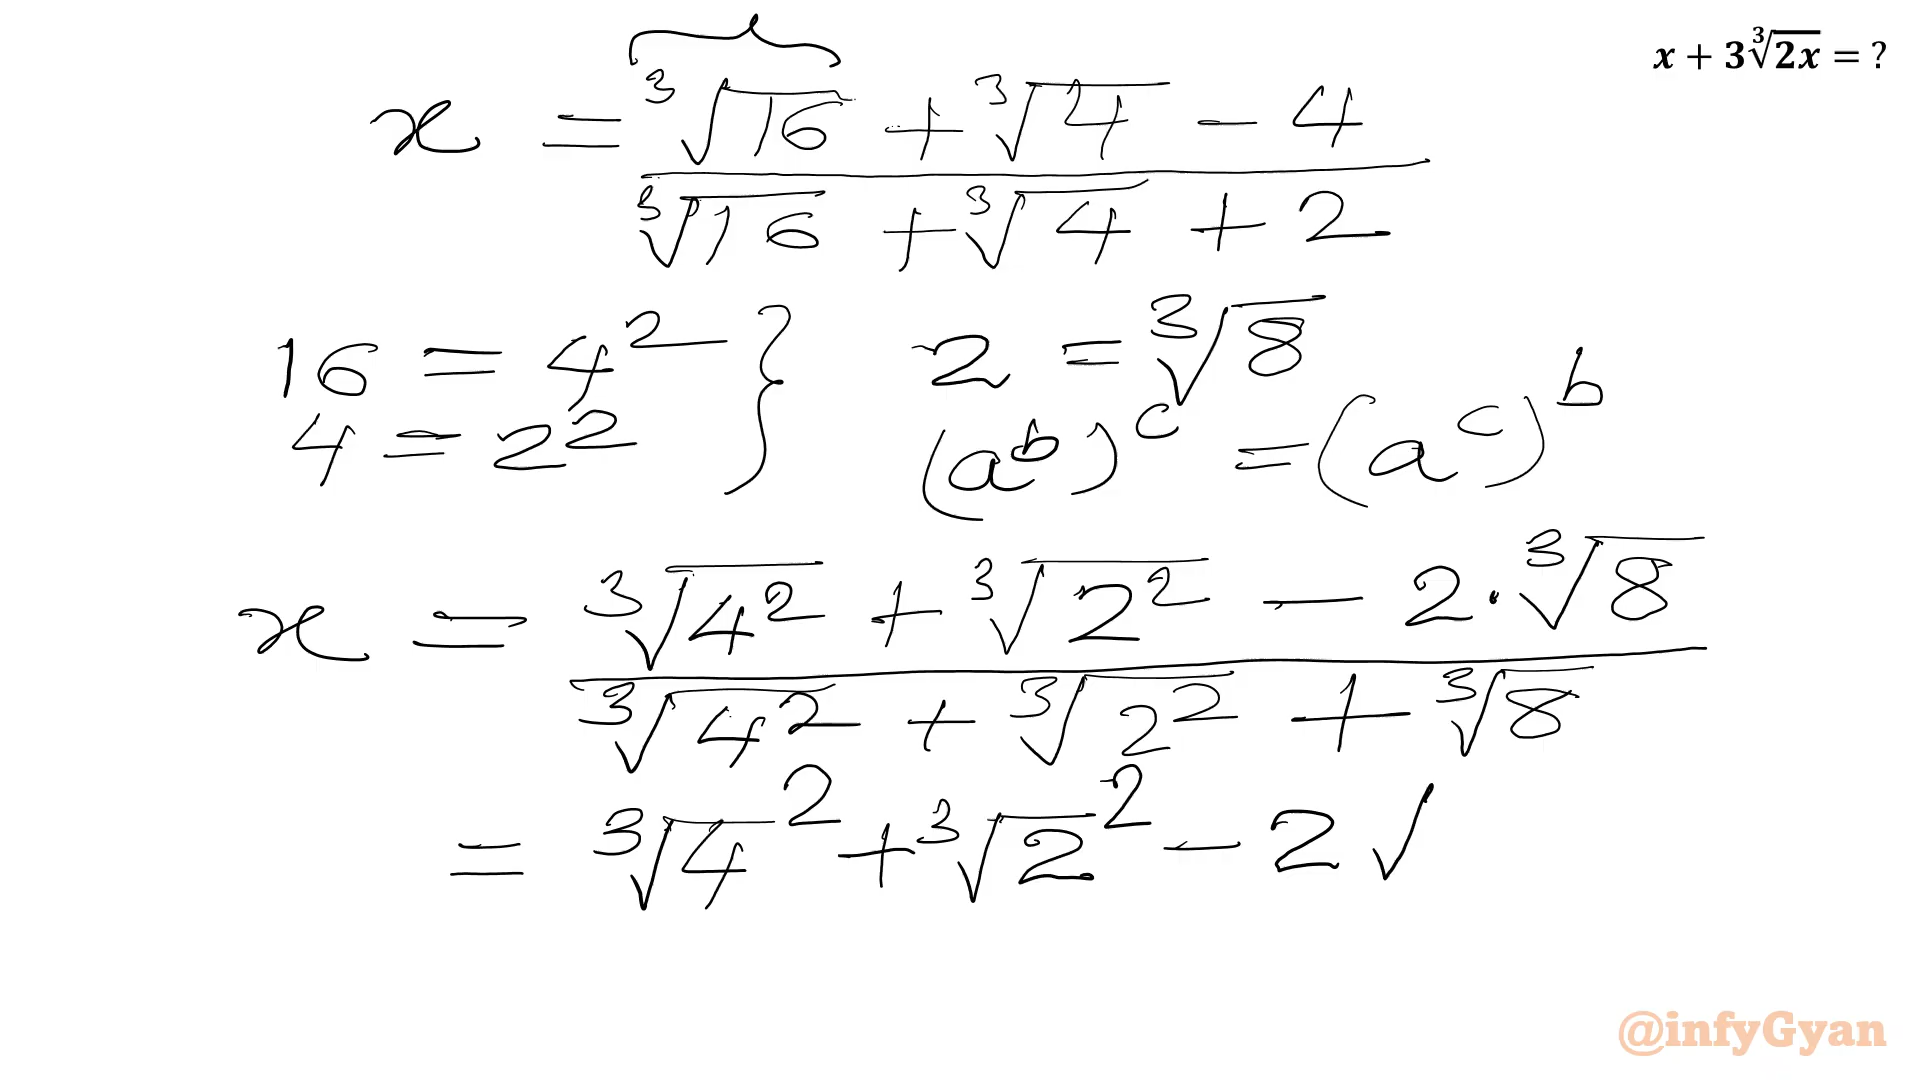 x + 3∛2x = ?
x = (∛16 + ∛4 − 4) / (∛16 + ∛4 + 2)
16 = 4² } 2 = ∛8
4 = 2² (a^b)^c = (a^c)^b
x = (∛4² + ∛2² − 2·∛8) / (∛4² + ∛2² + ∛8)
= ∛4² + ∛2² − 2√
@infyGyan